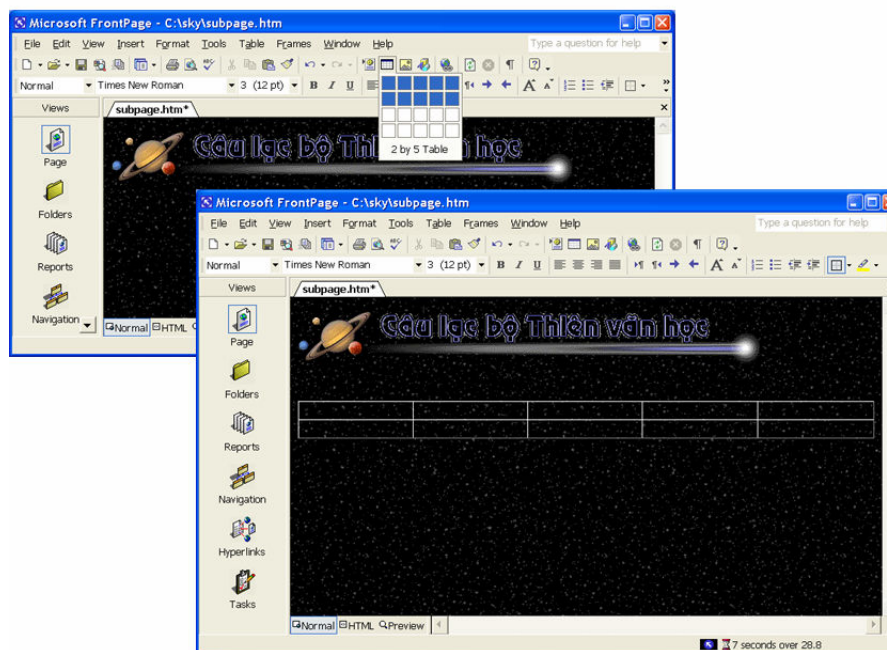 Microsoft FrontPage - C:\sky\subpage.htm
File Edit View Insert Format Tools Table Frames Window Help Type a question for help
Normal Times New Roman 3 (12 pt) B I U
Views subpage.htm*
Page
Folders
Reports
Navigation
Câu lạc bộ Thiên văn học
2 by 5 Table
Normal HTML
Microsoft FrontPage - C:\sky\subpage.htm
File Edit View Insert Format Tools Table Frames Window Help Type a question for help
Normal Times New Roman 3 (12 pt) B I U
Views subpage.htm*
Page
Folders
Reports
Navigation
Hyperlinks
Tasks
Câu lạc bộ Thiên văn học
Normal HTML Preview
7 seconds over 28.8